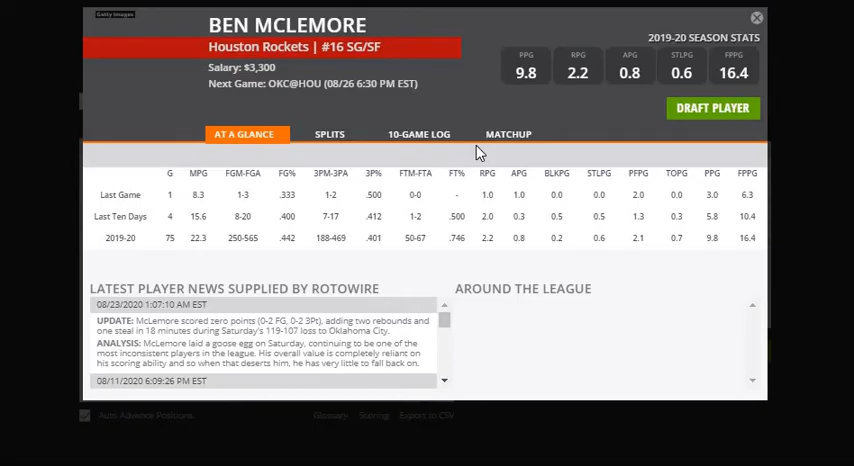 Getty Images
BEN MCLEMORE
Houston Rockets | #16 SG/SF
Salary: $3,300
Next Game: OKC@HOU (08/26 6:30 PM EST)
2019-20 SEASON STATS
PPG RPG APG STLPG FPPG
9.8 2.2 0.8 0.6 16.4
DRAFT PLAYER
AT A GLANCE SPLITS 10-GAME LOG MATCHUP
G MPG FGM-FGA FG% 3PM-3PA 3P% FTM-FTA FT% RPG APG BLKPG STLPG PFPG TOPG PPG FPPG
Last Game 1 8.3 1-3 .333 1-2 .500 0-0 - 1.0 1.0 0.0 0.0 2.0 0.0 3.0 6.3
Last Ten Days 4 15.6 8-20 .400 7-17 .412 1-2 .500 2.0 0.3 0.5 0.5 1.3 0.3 5.8 10.4
2019-20 75 22.3 250-565 .442 188-469 .401 50-67 .746 2.2 0.8 0.2 0.6 2.1 0.7 9.8 16.4
LATEST PLAYER NEWS SUPPLIED BY ROTOWIRE
08/23/2020 1:07:10 AM EST
UPDATE: McLemore scored zero points (0-2 FG, 0-2 3Pt), adding two rebounds and
one steal in 18 minutes during Saturday's 119-107 loss to Oklahoma City.
ANALYSIS: McLemore laid a goose egg on Saturday, continuing to be one of the
most inconsistent players in the league. His overall value is completely reliant on
his scoring ability and so when that deserts him, he has very little to fall back on.
08/11/2020 6:09:26 PM EST
AROUND THE LEAGUE
Auto Advance Positions. Glossary Scoring Export to CSV